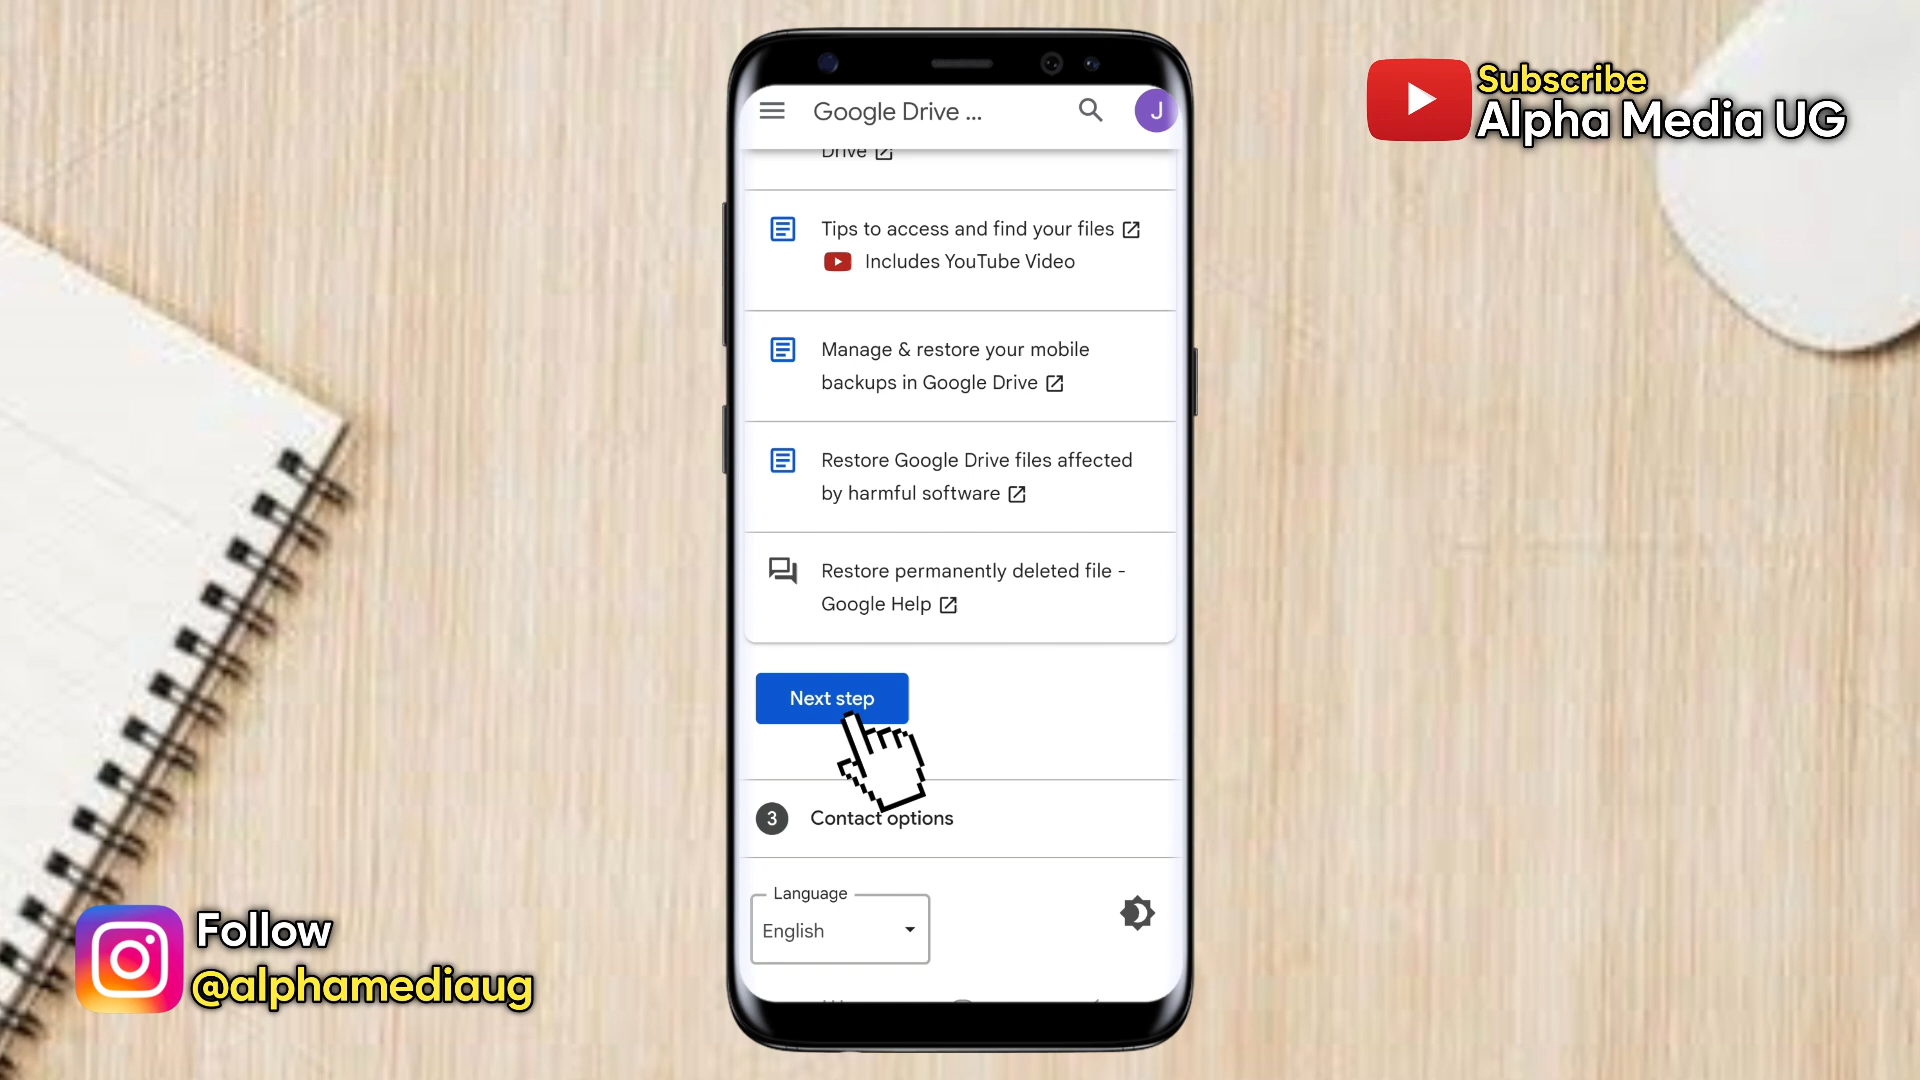 Google Drive ...
J
Drive
Tips to access and find your files
Includes YouTube Video
Manage & restore your mobile
backups in Google Drive
Restore Google Drive files affected
by harmful software
Restore permanently deleted file -
Google Help
Next step
3 Contact options
Language
English
Subscribe
Alpha Media UG
Follow
@alphamediaug